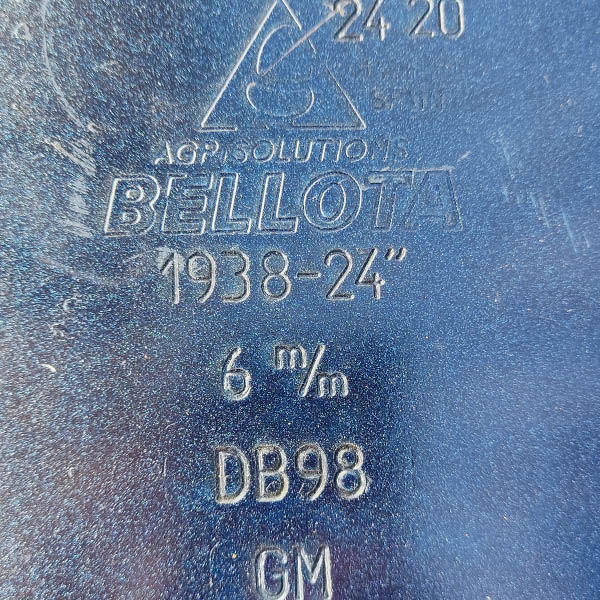 24 20
SPAIN
AGRISOLUTIONS
BELLOTA
1938-24"
6 m/m
DB98
GM